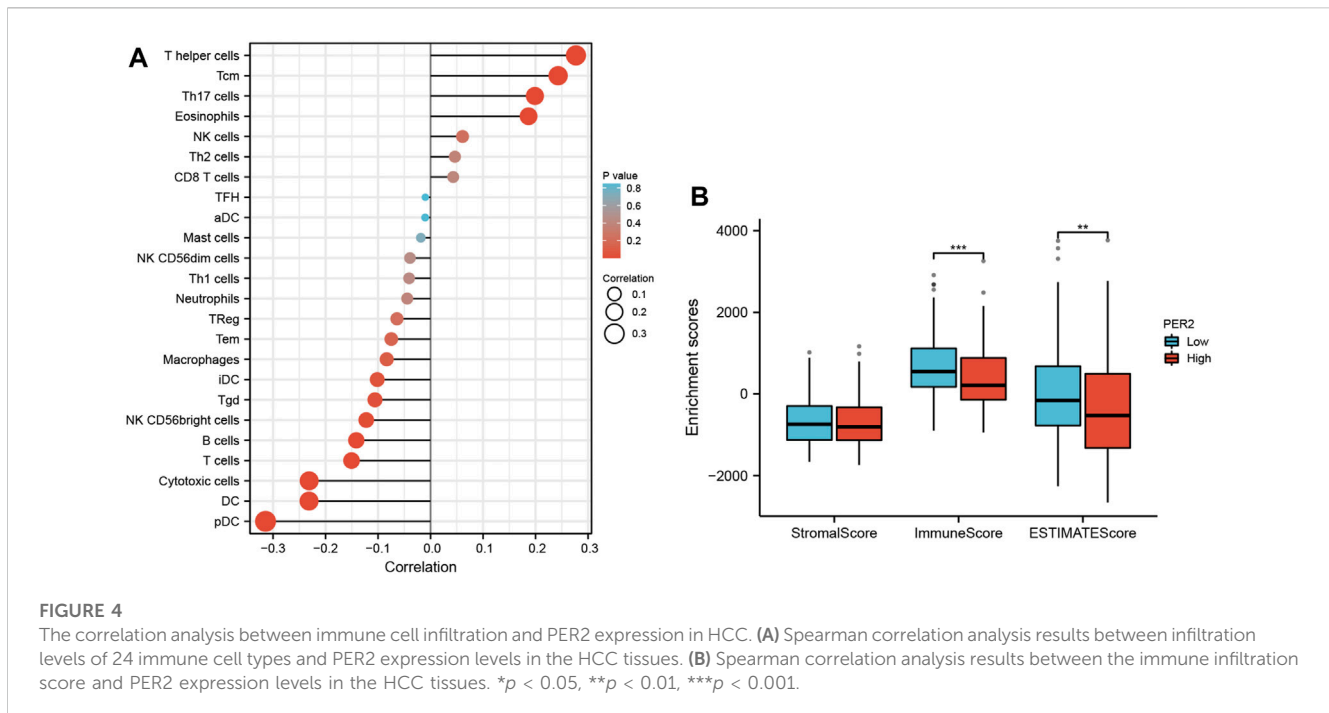 A
T helper cells
Tcm
Th17 cells
Eosinophils
NK cells
Th2 cells
CD8 T cells
TFH
aDC
Mast cells
NK CD56dim cells
Th1 cells
Neutrophils
TReg
Tem
Macrophages
iDC
Tgd
NK CD56bright cells
B cells
T cells
Cytotoxic cells
DC
pDC
−0.3 −0.2 −0.1 0.0 0.1 0.2 0.3
Correlation
P value
0.8
0.6
0.4
0.2
Correlation
0.1
0.2
0.3
B
Enrichment scores
4000
2000
0
−2000
***
**
StromalScore ImmuneScore ESTIMATEScore
PER2
Low
High
FIGURE 4
The correlation analysis between immune cell infiltration and PER2 expression in HCC. (A) Spearman correlation analysis results between infiltration
levels of 24 immune cell types and PER2 expression levels in the HCC tissues. (B) Spearman correlation analysis results between the immune infiltration
score and PER2 expression levels in the HCC tissues. *p < 0.05, **p < 0.01, ***p < 0.001.